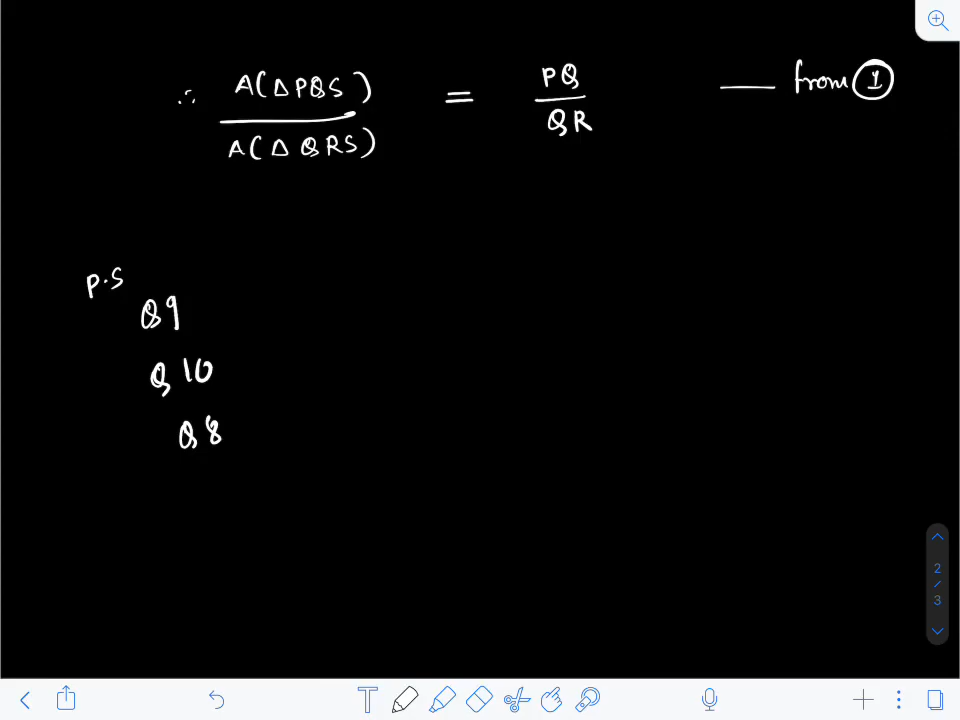 ∴ A(△PQS) / A(△QRS) = PQ / QR — from ①
P.S
Q9
Q10
Q8
2
/
3